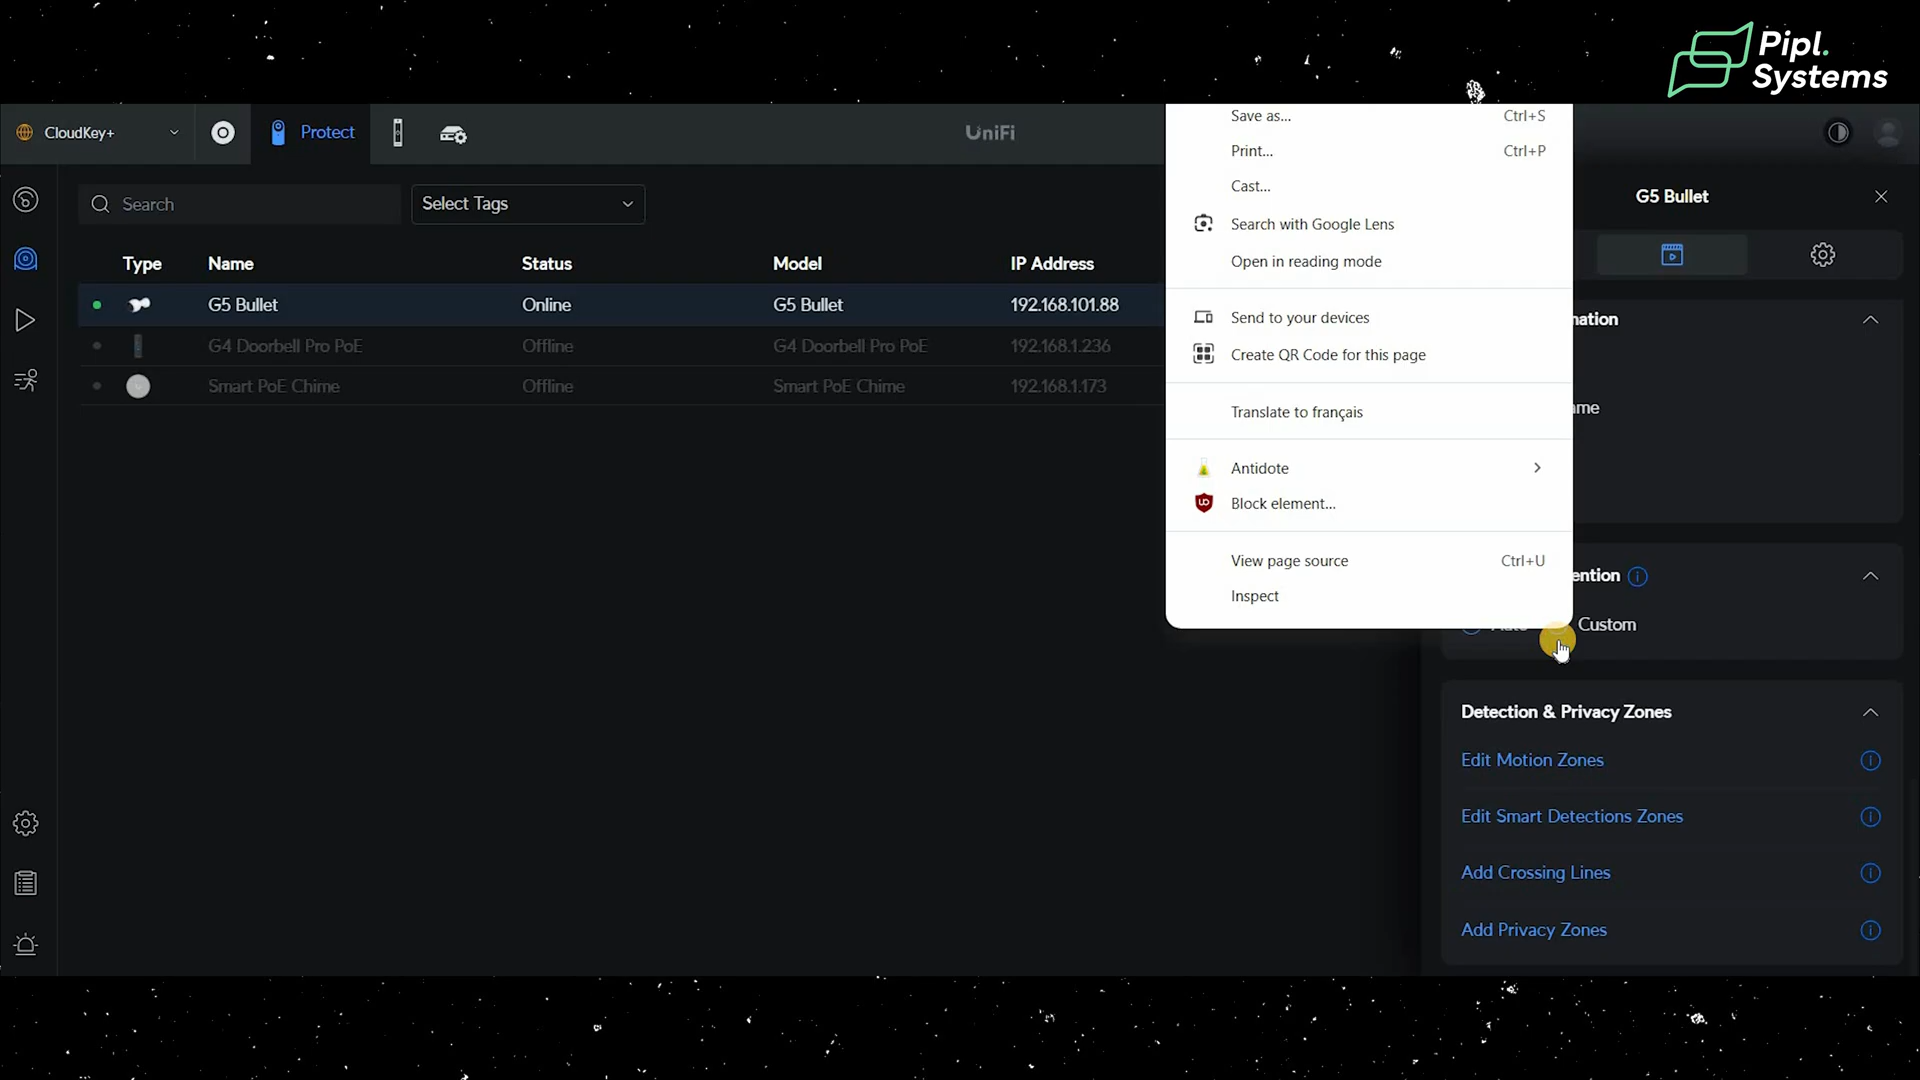 Pipl.
Systems
CloudKey+
Protect
UniFi
Search
Select Tags
Type Name Status Model IP Address
G5 Bullet Online G5 Bullet 192.168.101.88
G4 Doorbell Pro PoE Offline G4 Doorbell Pro PoE 192.168.1.236
Smart PoE Chime Offline Smart PoE Chime 192.168.1.173
Save as... Ctrl+S
Print... Ctrl+P
Cast...
Search with Google Lens
Open in reading mode
Send to your devices
Create QR Code for this page
Translate to français
Antidote
Block element...
View page source Ctrl+U
Inspect
G5 Bullet
mation
ame
ention
Custom
Detection & Privacy Zones
Edit Motion Zones
Edit Smart Detections Zones
Add Crossing Lines
Add Privacy Zones